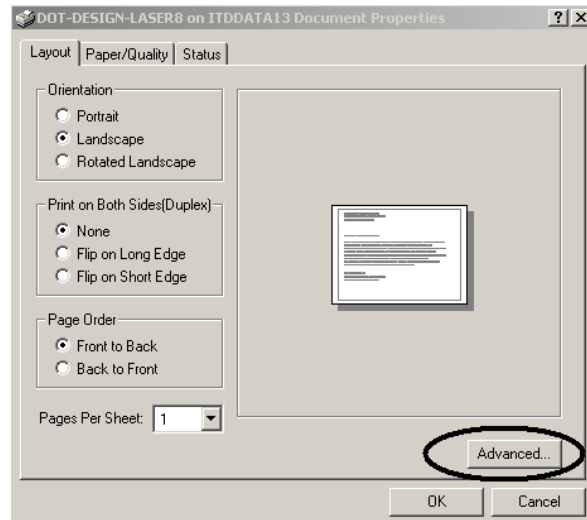 DOT-DESIGN-LASER8 on ITDDATA13 Document Properties
Layout
Paper/Quality
Status
Orientation
Portrait
Landscape
Rotated Landscape
Print on Both Sides(Duplex)
None
Flip on Long Edge
Flip on Short Edge
Page Order
Front to Back
Back to Front
Pages Per Sheet: 1
Advanced...
OK
Cancel